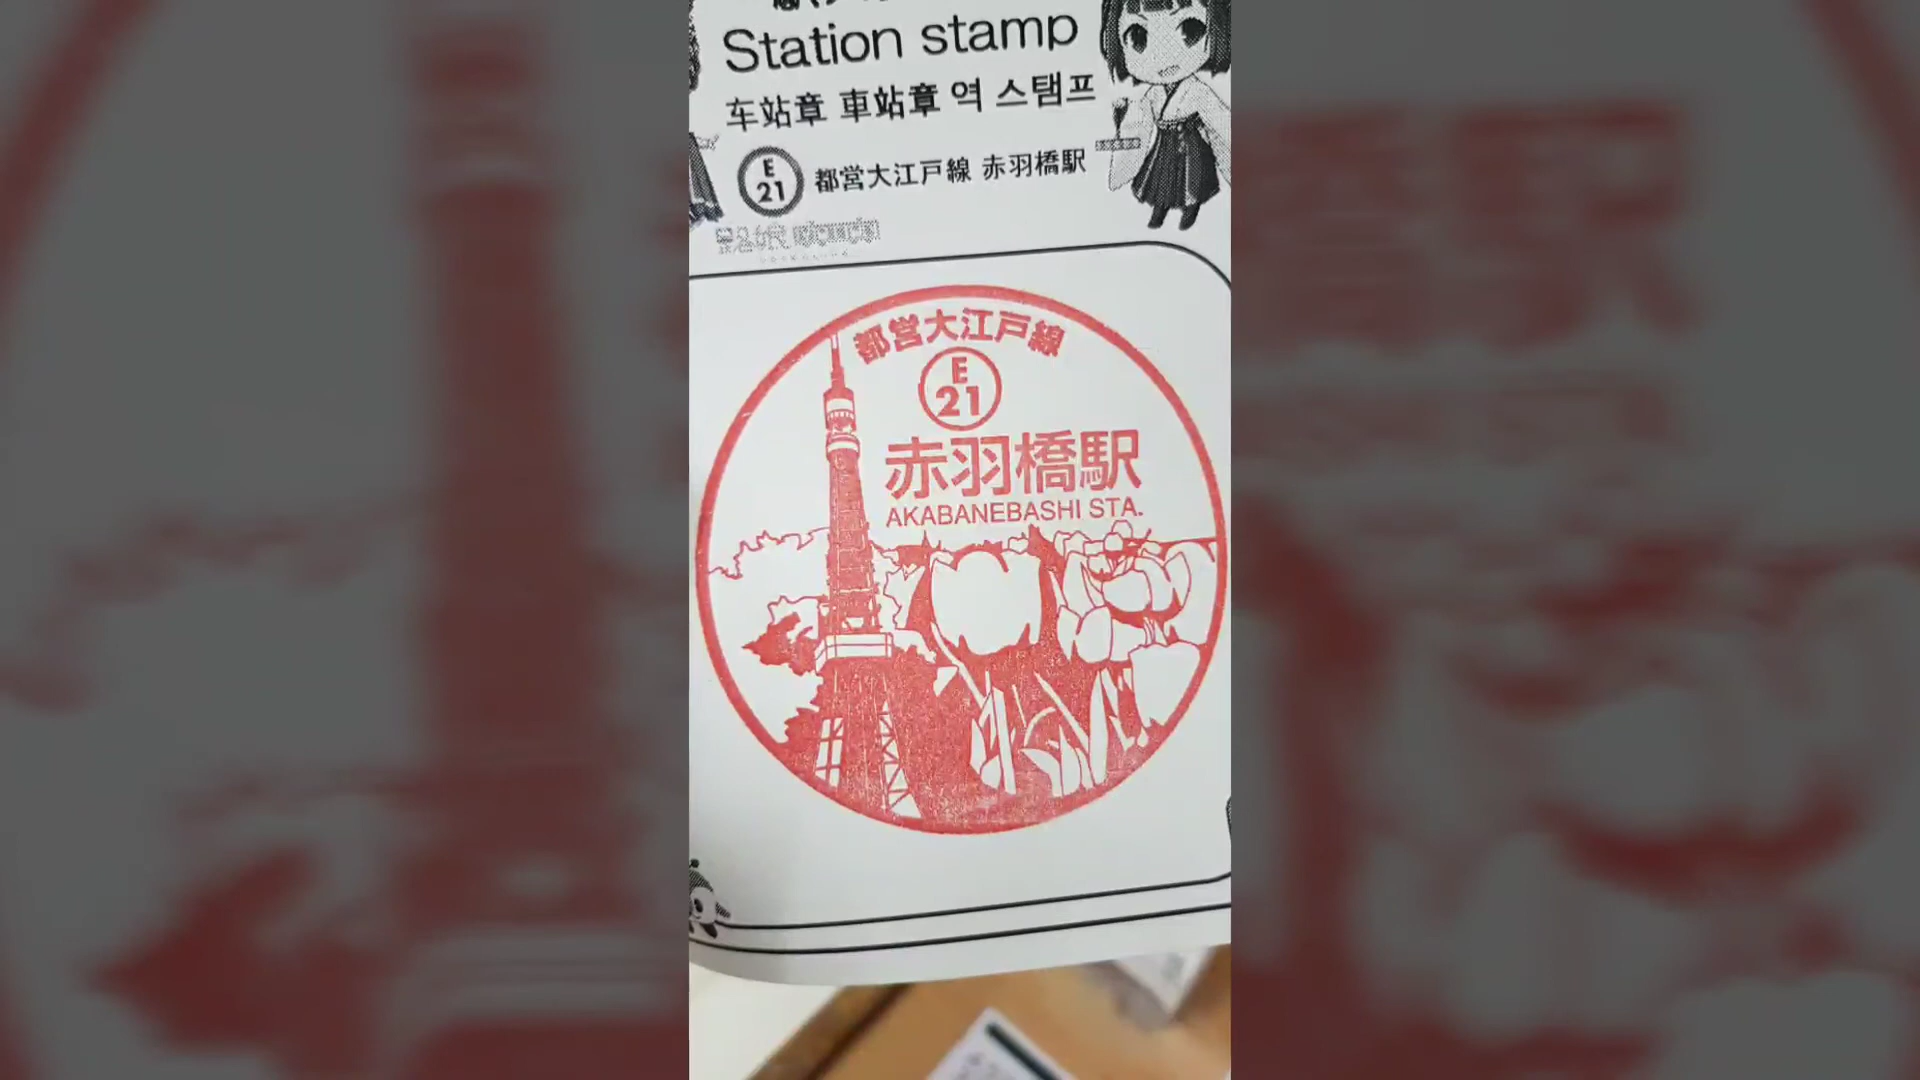 Station stamp
车站章 車站章 역 스탬프
E
21
都営大江戸線 赤羽橋駅
都営大江戸線
E
21
赤羽橋駅
AKABANEBASHI STA.